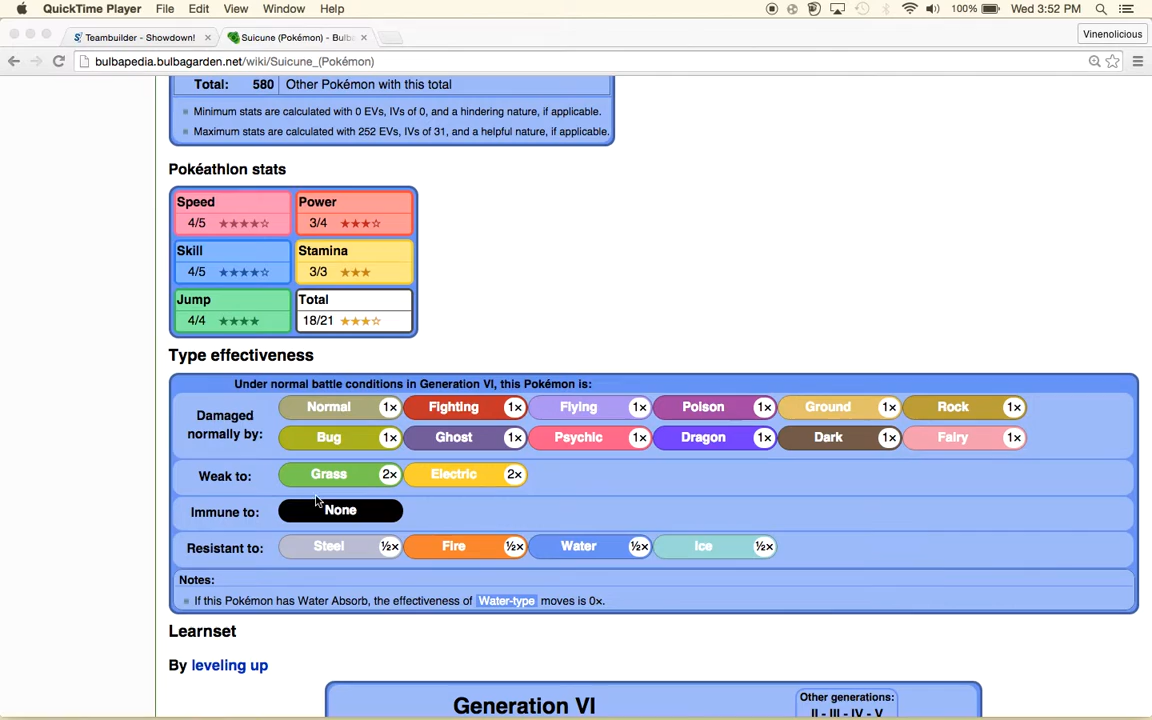 QuickTime Player File Edit View Window Help 100% Wed 3:52 PM
Teambuilder - Showdown! Suicune (Pokémon) - Bulb Vinenolicious
bulbapedia.bulbagarden.net/wiki/Suicune_(Pokémon)
Total: 580 Other Pokémon with this total
Minimum stats are calculated with 0 EVs, IVs of 0, and a hindering nature, if applicable.
Maximum stats are calculated with 252 EVs, IVs of 31, and a helpful nature, if applicable.
Pokéathlon stats
Speed Power
4/5 ★★★★☆ 3/4 ★★★☆
Skill Stamina
4/5 ★★★★☆ 3/3 ★★★
Jump Total
4/4 ★★★★ 18/21 ★★★☆
Type effectiveness
Under normal battle conditions in Generation VI, this Pokémon is:
Damaged normally by:
Normal 1× Fighting 1× Flying 1× Poison 1× Ground 1× Rock 1×
Bug 1× Ghost 1× Psychic 1× Dragon 1× Dark 1× Fairy 1×
Weak to: Grass 2× Electric 2×
Immune to: None
Resistant to: Steel ½× Fire ½× Water ½× Ice ½×
Notes:
If this Pokémon has Water Absorb, the effectiveness of Water-type moves is 0×.
Learnset
By leveling up
Generation VI
Other generations:
II - III - IV - V